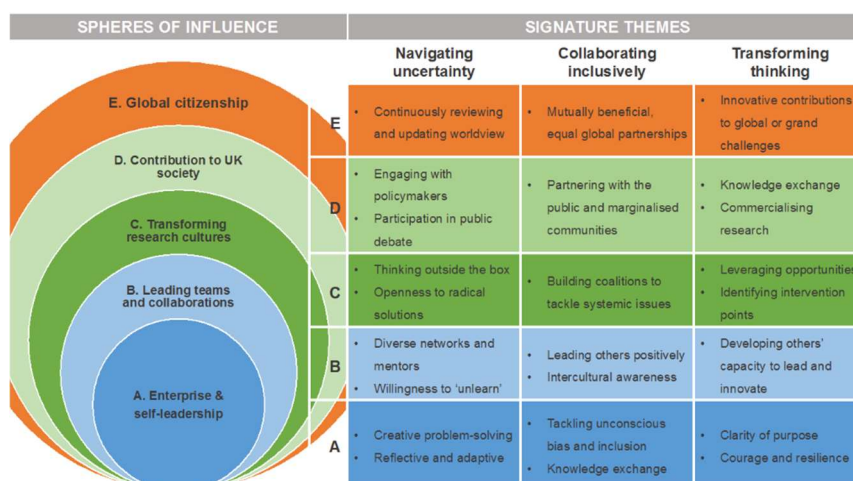 SPHERES OF INFLUENCE
SIGNATURE THEMES
Navigating
uncertainty
Collaborating
inclusively
Transforming
thinking
E. Global citizenship
E
• Continuously reviewing
and updating worldview
• Mutually beneficial,
equal global partnerships
• Innovative contributions
to global or grand
challenges
D. Contribution to UK
society
D
• Engaging with
policymakers
• Participation in public
debate
• Partnering with the
public and marginalised
communities
• Knowledge exchange
• Commercialising
research
C. Transforming
research cultures
C
• Thinking outside the box
• Openness to radical
solutions
• Building coalitions to
tackle systemic issues
• Leveraging opportunities
• Identifying intervention
points
B. Leading teams
and collaborations
B
• Diverse networks and
mentors
• Willingness to ‘unlearn’
• Leading others positively
• Intercultural awareness
• Developing others’
capacity to lead and
innovate
A. Enterprise &
self-leadership
A
• Creative problem-solving
• Reflective and adaptive
• Tackling unconscious
bias and inclusion
• Knowledge exchange
• Clarity of purpose
• Courage and resilience